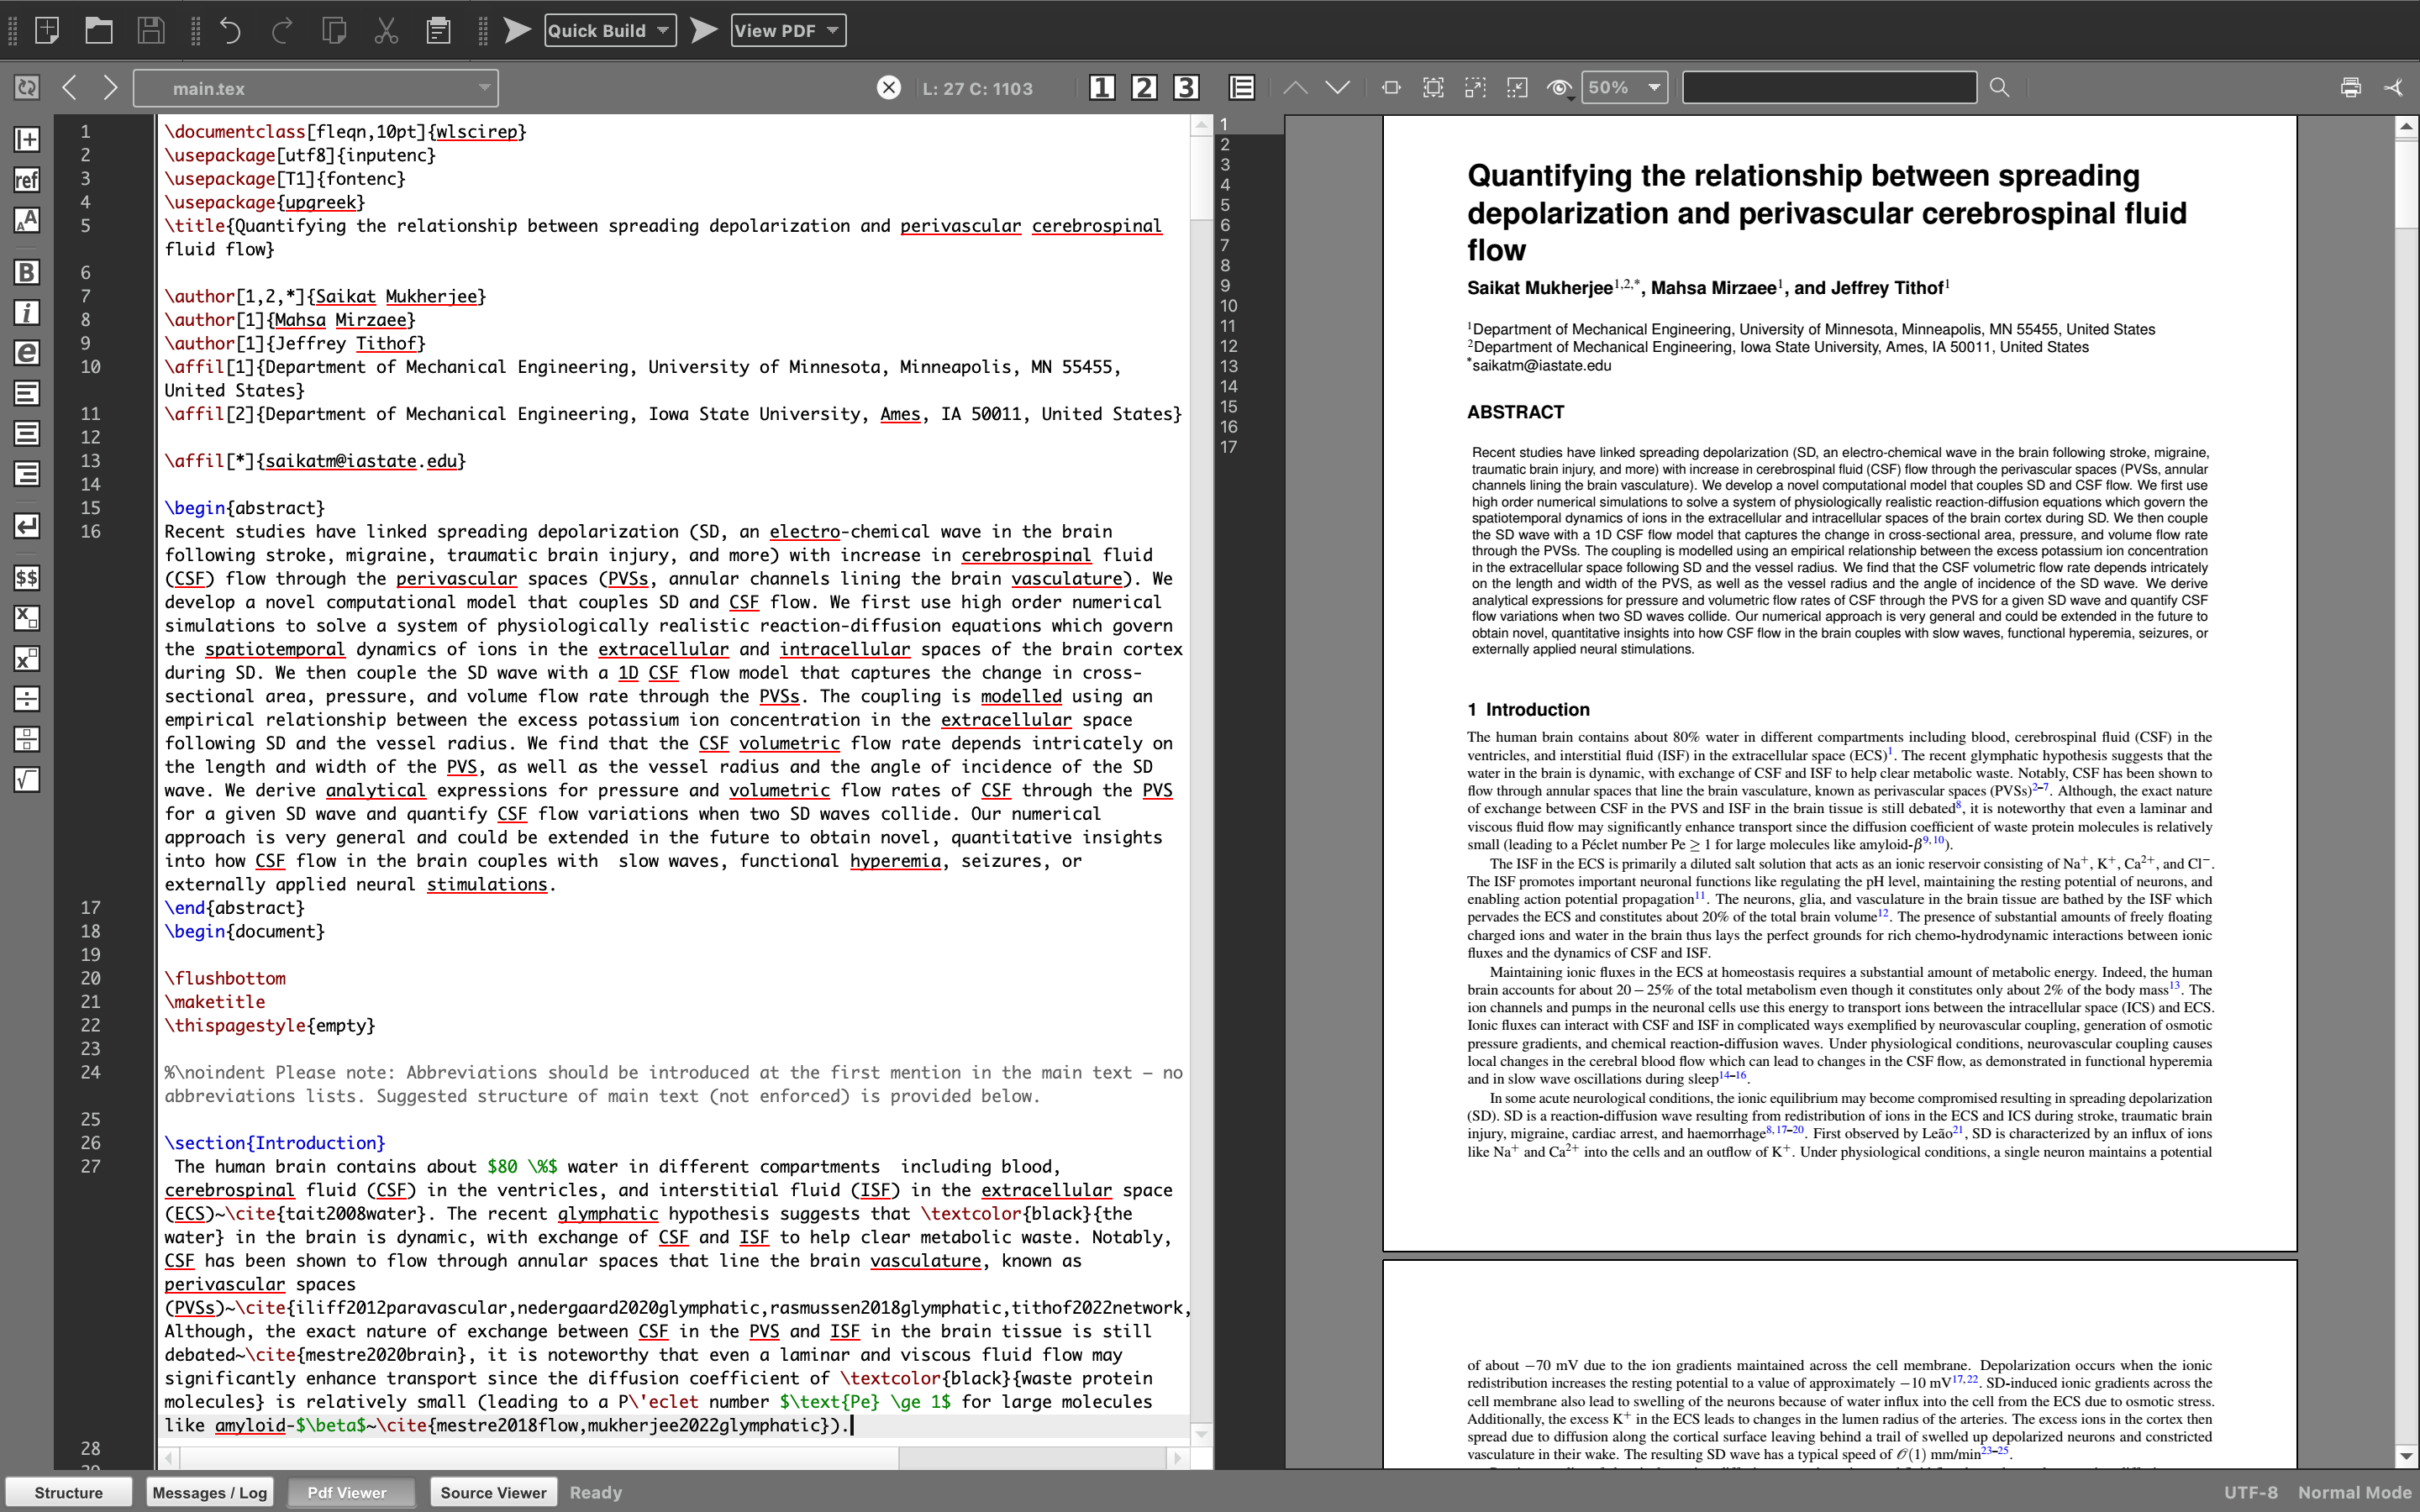 Quick Build
View PDF
main.tex
L: 27 C: 1103
1 2 3
50%
ref
B
i
e
$$
1 \documentclass[fleqn,10pt]{wlscirep}
2 \usepackage[utf8]{inputenc}
3 \usepackage[T1]{fontenc}
4 \usepackage{upgreek}
5 \title{Quantifying the relationship between spreading depolarization and perivascular cerebrospinal
fluid flow}
6
7 \author[1,2,*]{Saikat Mukherjee}
8 \author[1]{Mahsa Mirzaee}
9 \author[1]{Jeffrey Tithof}
10 \affil[1]{Department of Mechanical Engineering, University of Minnesota, Minneapolis, MN 55455,
United States}
11 \affil[2]{Department of Mechanical Engineering, Iowa State University, Ames, IA 50011, United States}
12
13 \affil[*]{saikatm@iastate.edu}
14
15 \begin{abstract}
16 Recent studies have linked spreading depolarization (SD, an electro-chemical wave in the brain
following stroke, migraine, traumatic brain injury, and more) with increase in cerebrospinal fluid
(CSF) flow through the perivascular spaces (PVSs, annular channels lining the brain vasculature). We
develop a novel computational model that couples SD and CSF flow. We first use high order numerical
simulations to solve a system of physiologically realistic reaction-diffusion equations which govern
the spatiotemporal dynamics of ions in the extracellular and intracellular spaces of the brain cortex
during SD. We then couple the SD wave with a 1D CSF flow model that captures the change in cross-
sectional area, pressure, and volume flow rate through the PVSs. The coupling is modelled using an
empirical relationship between the excess potassium ion concentration in the extracellular space
following SD and the vessel radius. We find that the CSF volumetric flow rate depends intricately on
the length and width of the PVS, as well as the vessel radius and the angle of incidence of the SD
wave. We derive analytical expressions for pressure and volumetric flow rates of CSF through the PVS
for a given SD wave and quantify CSF flow variations when two SD waves collide. Our numerical
approach is very general and could be extended in the future to obtain novel, quantitative insights
into how CSF flow in the brain couples with  slow waves, functional hyperemia, seizures, or
externally applied neural stimulations.
17 \end{abstract}
18 \begin{document}
19
20 \flushbottom
21 \maketitle
22 \thispagestyle{empty}
23
24 %\noindent Please note: Abbreviations should be introduced at the first mention in the main text – no
abbreviations lists. Suggested structure of main text (not enforced) is provided below.
25
26 \section{Introduction}
27  The human brain contains about $80 \%$ water in different compartments  including blood,
cerebrospinal fluid (CSF) in the ventricles, and interstitial fluid (ISF) in the extracellular space
(ECS)~\cite{tait2008water}. The recent glymphatic hypothesis suggests that \textcolor{black}{the
water} in the brain is dynamic, with exchange of CSF and ISF to help clear metabolic waste. Notably,
CSF has been shown to flow through annular spaces that line the brain vasculature, known as
perivascular spaces
(PVSs)~\cite{iliff2012paravascular,nedergaard2020glymphatic,rasmussen2018glymphatic,tithof2022network,
Although, the exact nature of exchange between CSF in the PVS and ISF in the brain tissue is still
debated~\cite{mestre2020brain}, it is noteworthy that even a laminar and viscous fluid flow may
significantly enhance transport since the diffusion coefficient of \textcolor{black}{waste protein
molecules} is relatively small (leading to a P\'eclet number $\text{Pe} \ge 1$ for large molecules
like amyloid-$\beta$~\cite{mestre2018flow,mukherjee2022glymphatic}).
28
1
2
3
4
5
6
7
8
9
10
11
12
13
14
15
16
17
Quantifying the relationship between spreading
depolarization and perivascular cerebrospinal fluid
flow
Saikat Mukherjee1,2,*, Mahsa Mirzaee1, and Jeffrey Tithof1
1Department of Mechanical Engineering, University of Minnesota, Minneapolis, MN 55455, United States
2Department of Mechanical Engineering, Iowa State University, Ames, IA 50011, United States
*saikatm@iastate.edu
ABSTRACT
Recent studies have linked spreading depolarization (SD, an electro-chemical wave in the brain following stroke, migraine,
traumatic brain injury, and more) with increase in cerebrospinal fluid (CSF) flow through the perivascular spaces (PVSs, annular
channels lining the brain vasculature). We develop a novel computational model that couples SD and CSF flow. We first use
high order numerical simulations to solve a system of physiologically realistic reaction-diffusion equations which govern the
spatiotemporal dynamics of ions in the extracellular and intracellular spaces of the brain cortex during SD. We then couple
the SD wave with a 1D CSF flow model that captures the change in cross-sectional area, pressure, and volume flow rate
through the PVSs. The coupling is modelled using an empirical relationship between the excess potassium ion concentration
in the extracellular space following SD and the vessel radius. We find that the CSF volumetric flow rate depends intricately
on the length and width of the PVS, as well as the vessel radius and the angle of incidence of the SD wave. We derive
analytical expressions for pressure and volumetric flow rates of CSF through the PVS for a given SD wave and quantify CSF
flow variations when two SD waves collide. Our numerical approach is very general and could be extended in the future to
obtain novel, quantitative insights into how CSF flow in the brain couples with slow waves, functional hyperemia, seizures, or
externally applied neural stimulations.
1 Introduction
The human brain contains about 80% water in different compartments including blood, cerebrospinal fluid (CSF) in the
ventricles, and interstitial fluid (ISF) in the extracellular space (ECS)1. The recent glymphatic hypothesis suggests that the
water in the brain is dynamic, with exchange of CSF and ISF to help clear metabolic waste. Notably, CSF has been shown to
flow through annular spaces that line the brain vasculature, known as perivascular spaces (PVSs)2–7. Although, the exact nature
of exchange between CSF in the PVS and ISF in the brain tissue is still debated8, it is noteworthy that even a laminar and
viscous fluid flow may significantly enhance transport since the diffusion coefficient of waste protein molecules is relatively
small (leading to a Péclet number Pe ≥ 1 for large molecules like amyloid-β9,10).
The ISF in the ECS is primarily a diluted salt solution that acts as an ionic reservoir consisting of Na+, K+, Ca2+, and Cl−.
The ISF promotes important neuronal functions like regulating the pH level, maintaining the resting potential of neurons, and
enabling action potential propagation11. The neurons, glia, and vasculature in the brain tissue are bathed by the ISF which
pervades the ECS and constitutes about 20% of the total brain volume12. The presence of substantial amounts of freely floating
charged ions and water in the brain thus lays the perfect grounds for rich chemo-hydrodynamic interactions between ionic
fluxes and the dynamics of CSF and ISF.
Maintaining ionic fluxes in the ECS at homeostasis requires a substantial amount of metabolic energy. Indeed, the human
brain accounts for about 20 − 25% of the total metabolism even though it constitutes only about 2% of the body mass13. The
ion channels and pumps in the neuronal cells use this energy to transport ions between the intracellular space (ICS) and ECS.
Ionic fluxes can interact with CSF and ISF in complicated ways exemplified by neurovascular coupling, generation of osmotic
pressure gradients, and chemical reaction-diffusion waves. Under physiological conditions, neurovascular coupling causes
local changes in the cerebral blood flow which can lead to changes in the CSF flow, as demonstrated in functional hyperemia
and in slow wave oscillations during sleep14–16.
In some acute neurological conditions, the ionic equilibrium may become compromised resulting in spreading depolarization
(SD). SD is a reaction-diffusion wave resulting from redistribution of ions in the ECS and ICS during stroke, traumatic brain
injury, migraine, cardiac arrest, and haemorrhage8,17–20. First observed by Leão21, SD is characterized by an influx of ions
like Na+ and Ca2+ into the cells and an outflow of K+. Under physiological conditions, a single neuron maintains a potential
of about −70 mV due to the ion gradients maintained across the cell membrane. Depolarization occurs when the ionic
redistribution increases the resting potential to a value of approximately −10 mV17,22. SD-induced ionic gradients across the
cell membrane also lead to swelling of the neurons because of water influx into the cell from the ECS due to osmotic stress.
Additionally, the excess K+ in the ECS leads to changes in the lumen radius of the arteries. The excess ions in the cortex then
spread due to diffusion along the cortical surface leaving behind a trail of swelled up depolarized neurons and constricted
vasculature in their wake. The resulting SD wave has a typical speed of 𝒪(1) mm/min23–25.
Structure
Messages / Log
Pdf Viewer
Source Viewer
Ready
UTF-8
Normal Mode